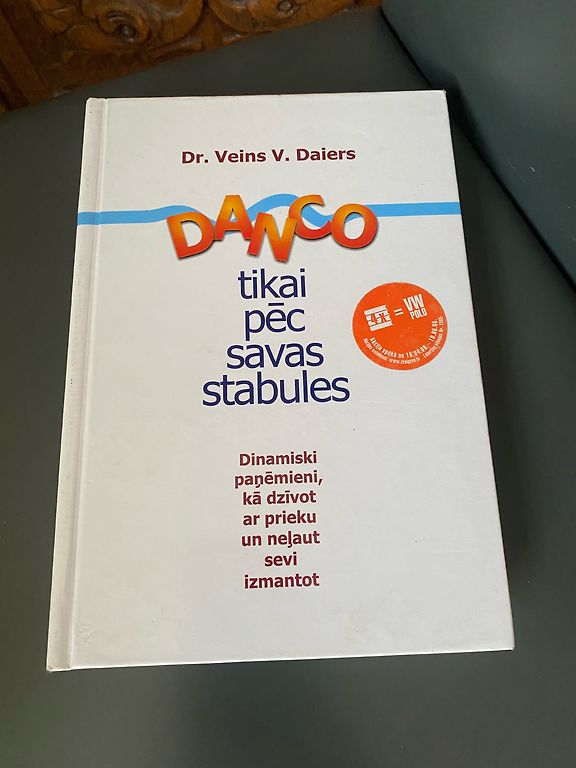 Dr. Veins V. Daiers
DANCO
tikai
pēc
savas
stabules
= VW
POLO
Dinamiski
paņēmieni,
kā dzīvot
ar prieku
un neļaut
sevi
izmantot